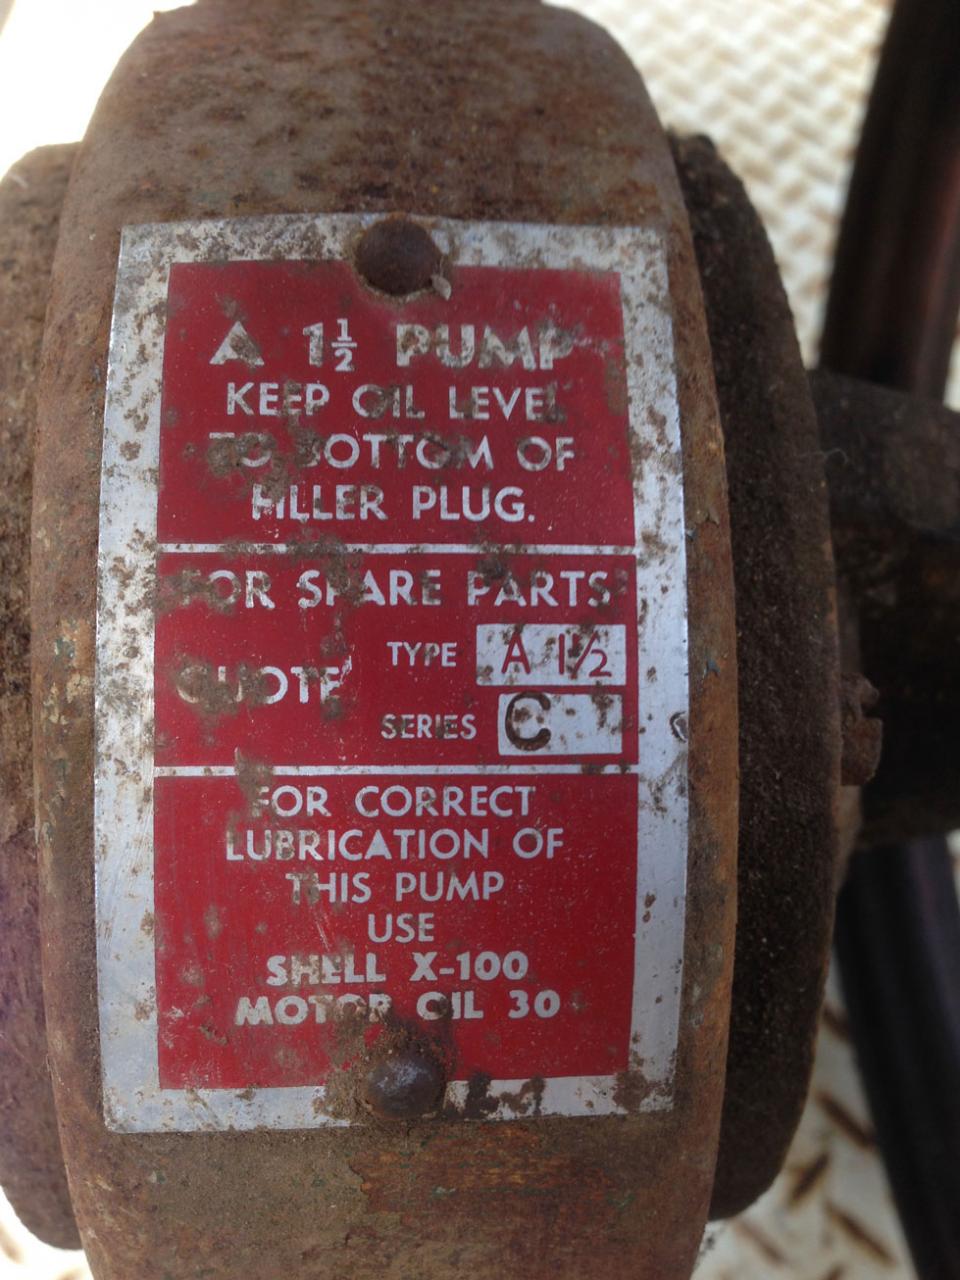 A 1½ PUMP
KEEP OIL LEVEL
TO BOTTOM OF
FILLER PLUG.
FOR SPARE PARTS
QUOTE
TYPE A 1½
SERIES C
FOR CORRECT
LUBRICATION OF
THIS PUMP
USE
SHELL X-100
MOTOR OIL 30